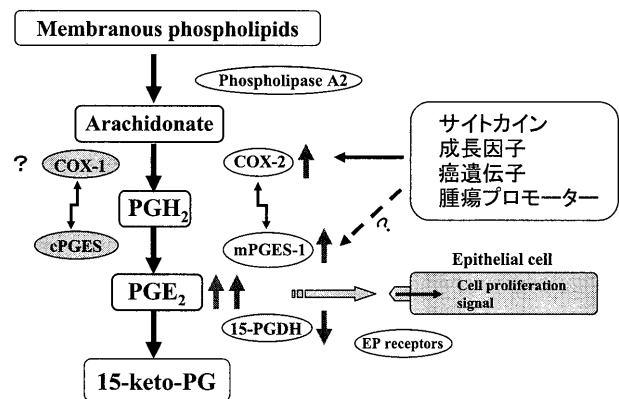 Membranous phospholipids
Phospholipase A2
Arachidonate
サイトカイン
成長因子
癌遺伝子
腫瘍プロモーター
?
COX-1
COX-2
PGH2
cPGES
mPGES-1
?
Epithelial cell
Cell proliferation
signal
PGE2
15-PGDH
EP receptors
15-keto-PG